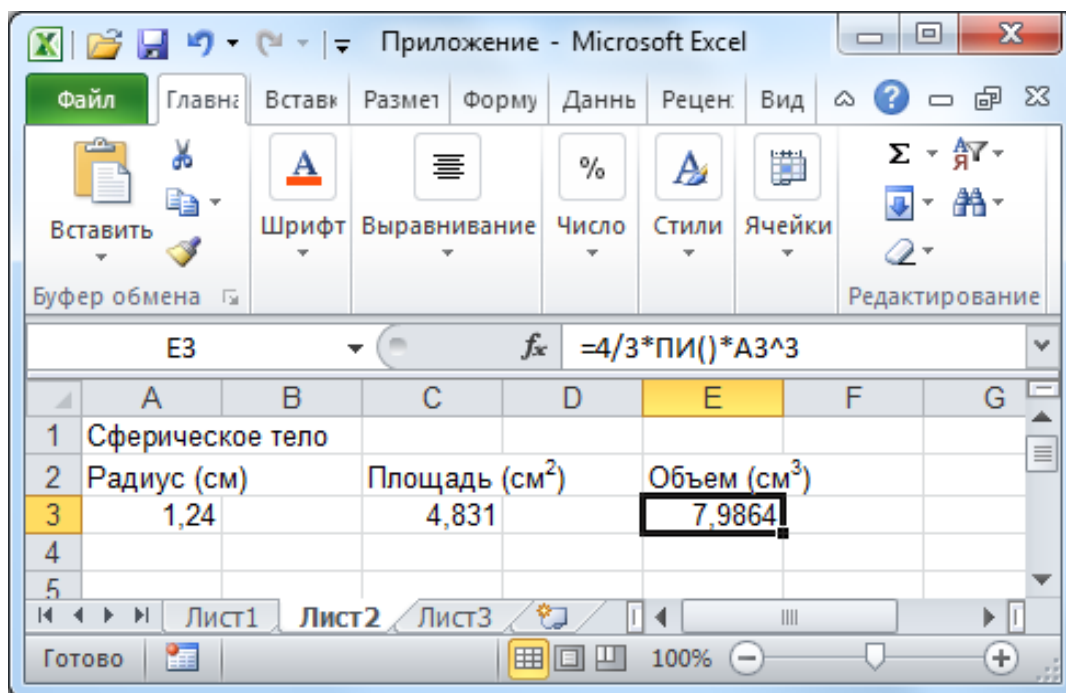 Приложение - Microsoft Excel
Файл Главна Вставк Размет Форму Даннь Рецен Вид
Вставить Шрифт Выравнивание Число Стили Ячейки
Буфер обмена Редактировани
E3 fx =4/3*ПИ()*A3^3
A B C D E F G
1 Сферическое тело
2 Радиус (см) Площадь (см²) Объем (см³)
3 1,24 4,831 7,9864
4
5
Лист1 Лист2 Лист3
Готово 100%